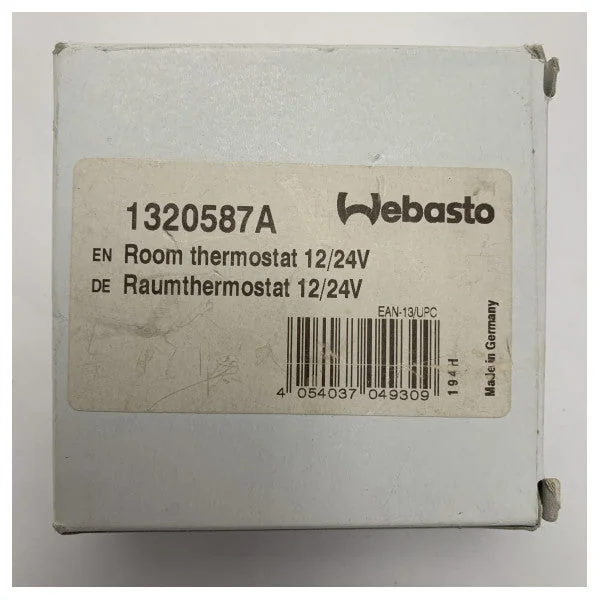 1320587A
Webasto
EN Room thermostat 12/24V
DE Raumthermostat 12/24V
EAN-13/UPC
4 054037 049309
194H
Made in Germany